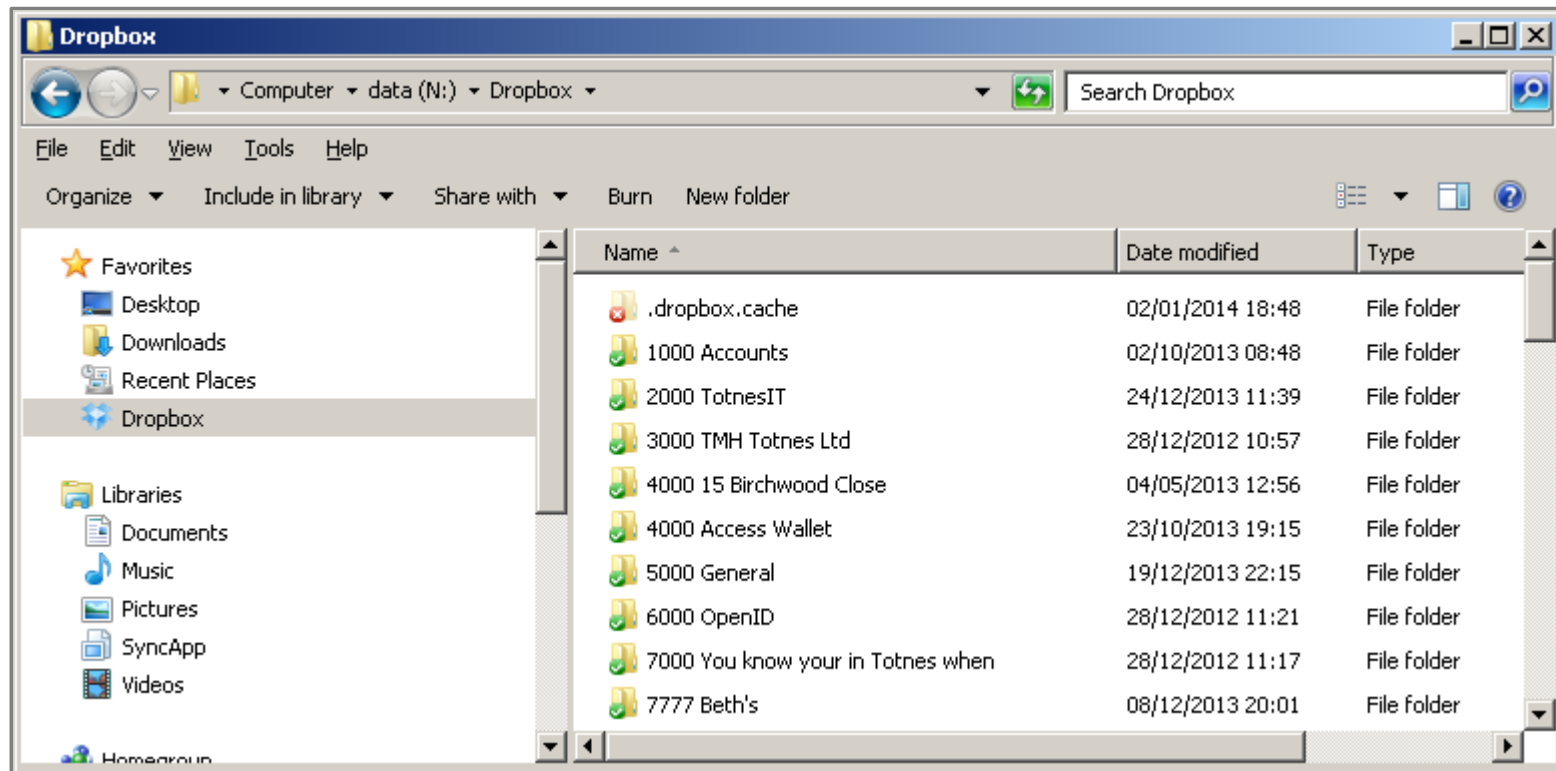 Dropbox
Computer data (N:) Dropbox Search Dropbox
File Edit View Tools Help
Organize Include in library Share with Burn New folder
Favorites
Desktop
Downloads
Recent Places
Dropbox
Libraries
Documents
Music
Pictures
SyncApp
Videos
Homegroup
Name Date modified Type
.dropbox.cache 02/01/2014 18:48 File folder
1000 Accounts 02/10/2013 08:48 File folder
2000 TotnesIT 24/12/2013 11:39 File folder
3000 TMH Totnes Ltd 28/12/2012 10:57 File folder
4000 15 Birchwood Close 04/05/2013 12:56 File folder
4000 Access Wallet 23/10/2013 19:15 File folder
5000 General 19/12/2013 22:15 File folder
6000 OpenID 28/12/2012 11:21 File folder
7000 You know your in Totnes when 28/12/2012 11:17 File folder
7777 Beth's 08/12/2013 20:01 File folder